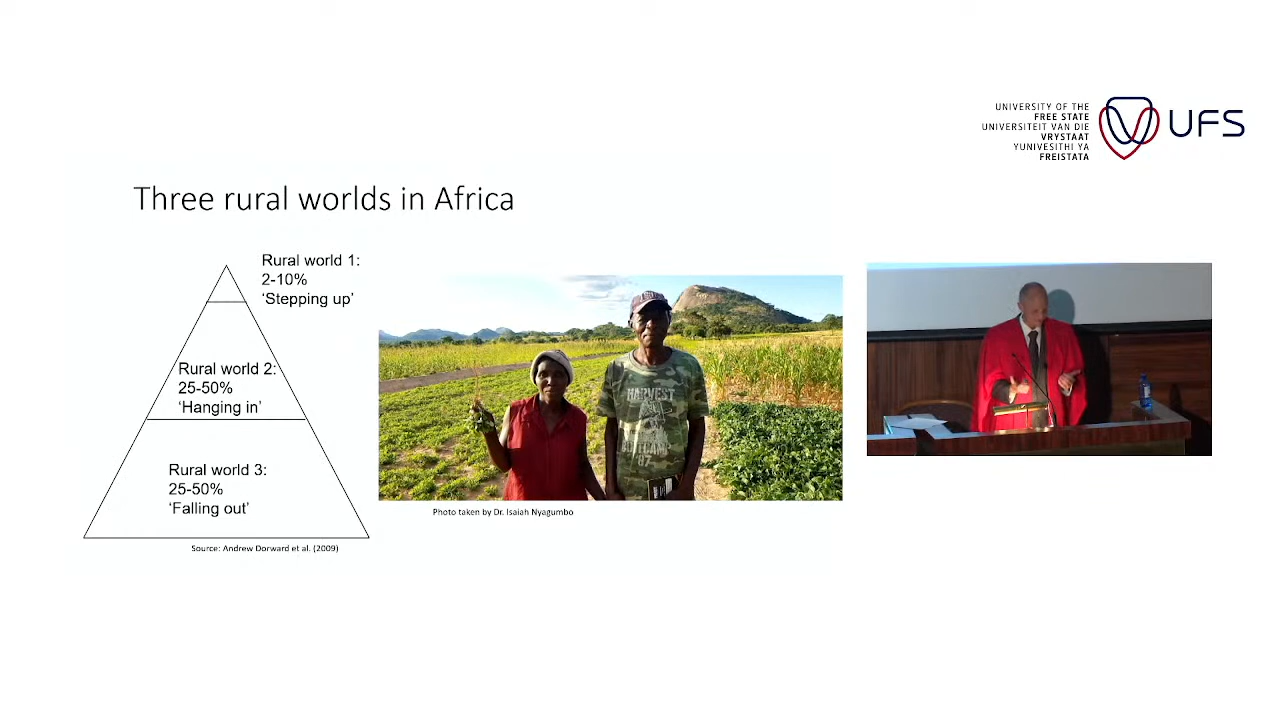 UNIVERSITY OF THE
FREE STATE
UNIVERSITEIT VAN DIE
VRYSTAAT
YUNIVESITHI YA
FREISTATA
UFS
Three rural worlds in Africa
Rural world 1:
2-10%
‘Stepping up’
Rural world 2:
25-50%
‘Hanging in’
Rural world 3:
25-50%
‘Falling out’
Source: Andrew Dorward et al. (2009)
HARVEST
87
Photo taken by Dr. Isaiah Nyagumbo